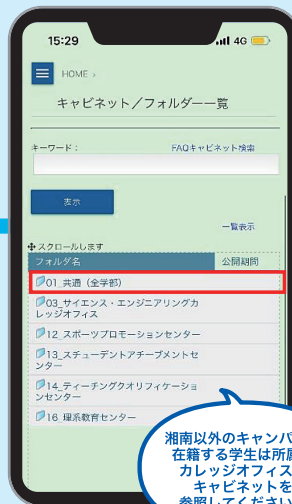 15:29
4G
HOME ›
キャビネット／フォルダー一覧
キーワード：
FAQキャビネット検索
表示
一覧表示
スクロールします
フォルダ名
公開期間
01_共通（全学部）
03_サイエンス・エンジニアリングカ
レッジオフィス
12_スポーツプロモーションセンター
13_スチューデントアチーブメントセ
ンター
14_ティーチングクオリフィケーショ
ンセンター
16_理系教育センター
湘南以外のキャンパ
在籍する学生は所属
カレッジオフィス
キャビネットを
参照してください